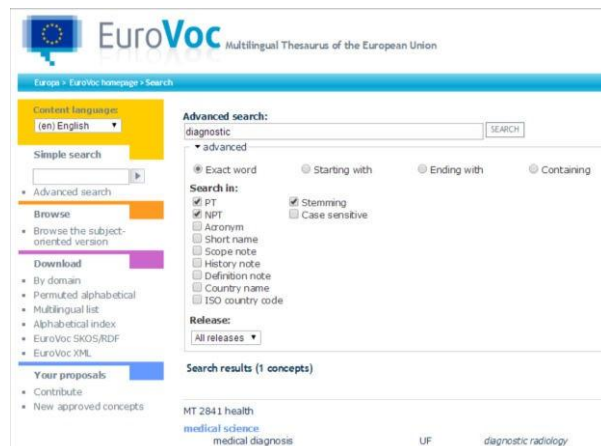 EuroVoc Multilingual Thesaurus of the European Union
Europa > EuroVoc homepage > Search
Content language:
(en) English
Simple search
Advanced search
Browse
Browse the subject-
oriented version
Download
By domain
Permuted alphabetical
Multilingual list
Alphabetical index
EuroVoc SKOS/RDF
EuroVoc XML
Your proposals
Contribute
New approved concepts
Advanced search:
diagnostic SEARCH
advanced
Exact word Starting with Ending with Containing
Search in:
PT Stemming
NPT Case sensitive
Acronym
Short name
Scope note
History note
Definition note
Country name
ISO country code
Release:
All releases
Search results (1 concepts)
MT 2841 health
medical science
medical diagnosis UF diagnostic radiology